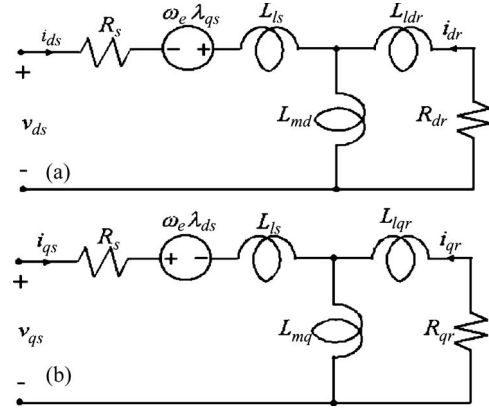 i_ds R_s ω_e λ_qs L_ls L_ldr i_dr
+ - +
v_ds L_md R_dr
- (a)
i_qs R_s ω_e λ_ds L_ls L_lqr i_qr
+ + -
v_qs L_mq R_qr
- (b)